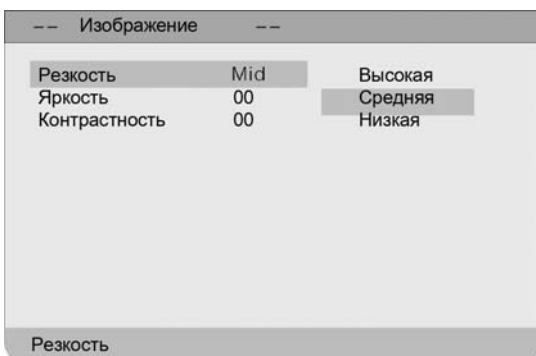 -- Изображение --
Резкость Mid Высокая
Яркость 00 Средняя
Контрастность 00 Низкая
Резкость